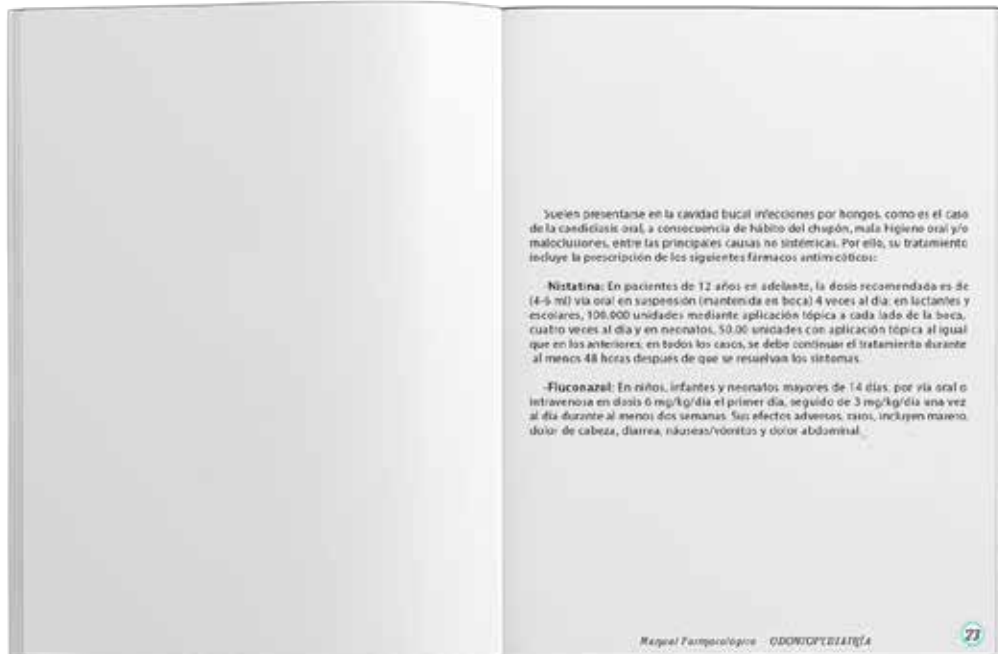 Suelen presentarse en la cavidad bucal infecciones por hongos, como es el caso
de la candidiasis oral, a consecuencia de hábito del chupón, mala higiene oral y/o
maloclusiones, entre las principales causas no sistémicas. Por ello, su tratamiento
incluye la prescripción de los siguientes fármacos antimicóticos:
-Nistatina: En pacientes de 12 años en adelante, la dosis recomendada es de
(4-6 ml) vía oral en suspensión (mantenida en boca) 4 veces al día; en lactantes y
escolares, 100.000 unidades mediante aplicación tópica a cada lado de la boca,
cuatro veces al día y en neonatos, 50.00 unidades con aplicación tópica al igual
que en los anteriores, en todos los casos, se debe continuar el tratamiento durante
al menos 48 horas después de que se resuelvan los síntomas.
-Fluconazol: En niños, infantes y neonatos mayores de 14 días, por vía oral o
intravenosa en dosis 6 mg/kg/día el primer día, seguido de 3 mg/kg/día una vez
al día durante al menos dos semanas. Sus efectos adversos, raros, incluyen mareo,
dolor de cabeza, diarrea, náuseas/vómitos y dolor abdominal.
Manual Farmacológico ODONTOPEDIATRÍA
73